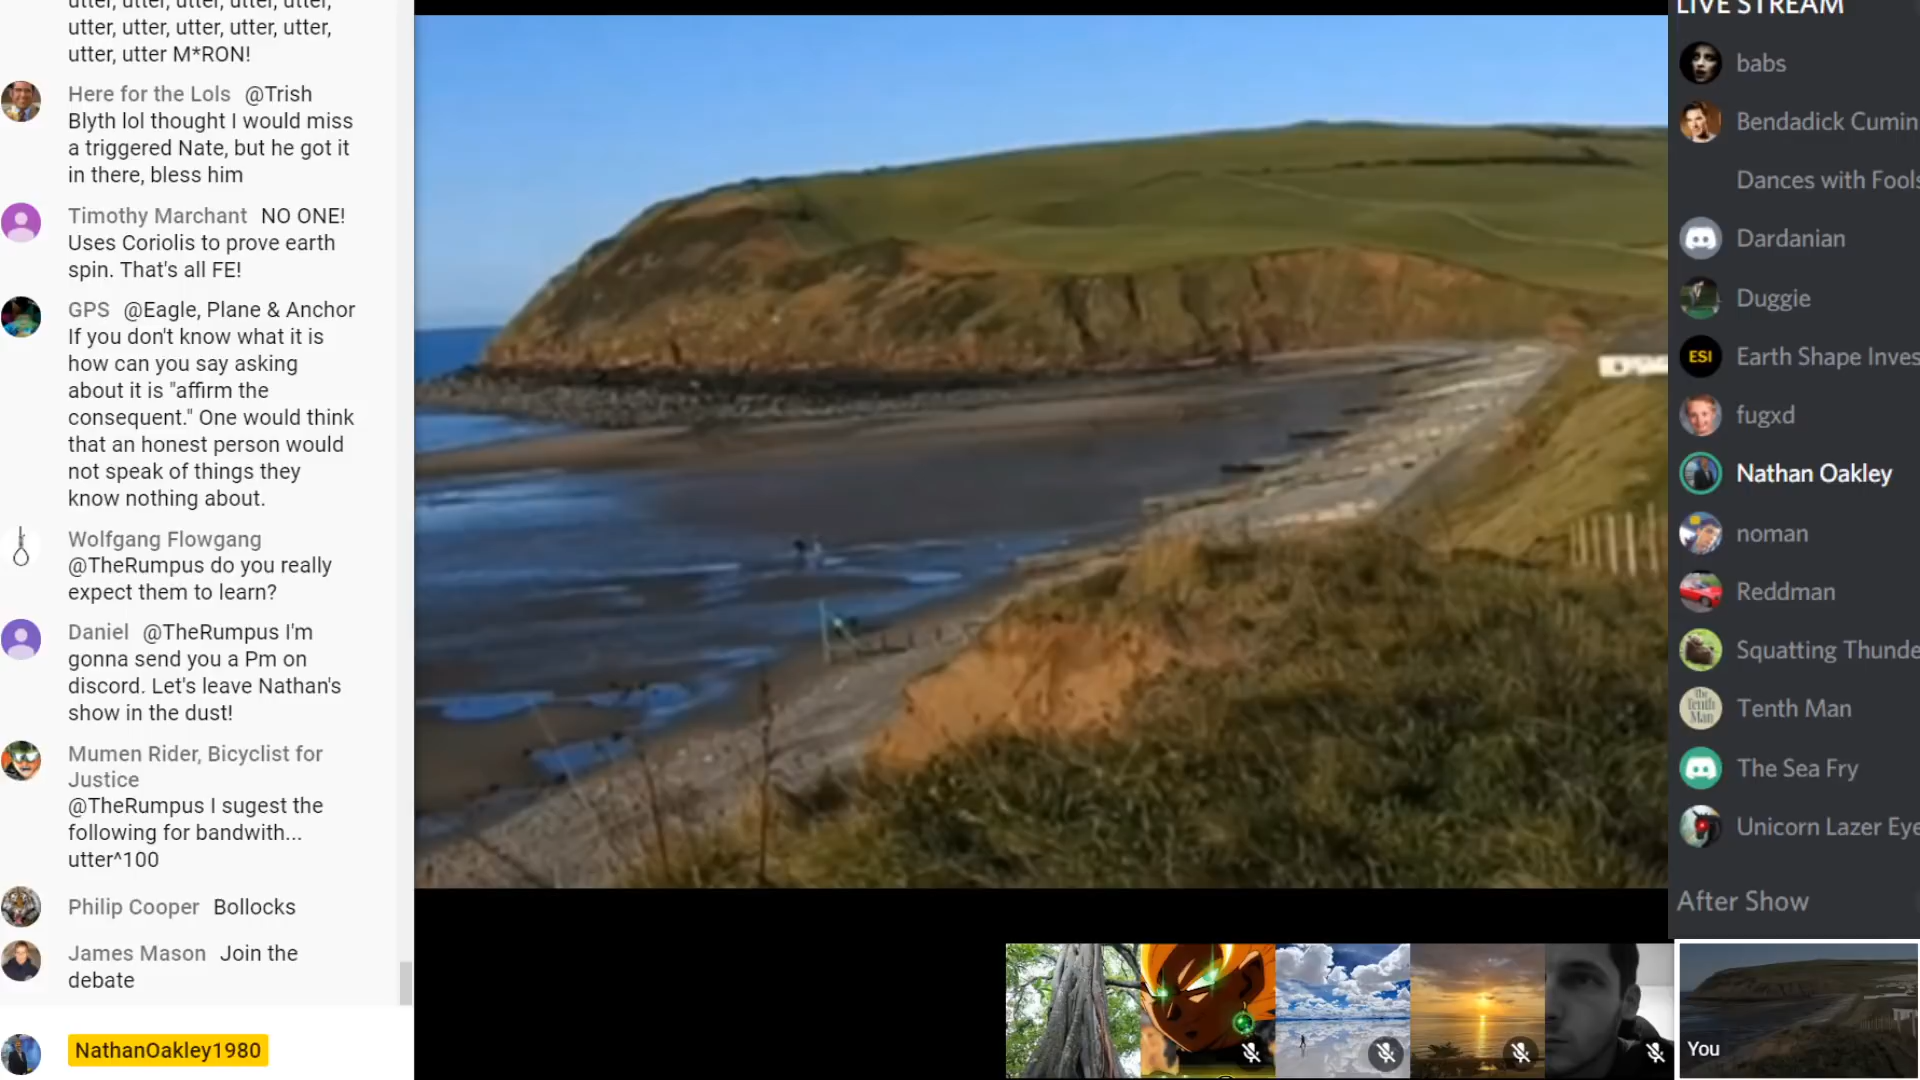 utter, utter, utter, utter, utter,
utter, utter, utter, utter, utter,
utter, utter M*RON!
Here for the Lols @Trish
Blyth lol thought I would miss
a triggered Nate, but he got it
in there, bless him
Timothy Marchant NO ONE!
Uses Coriolis to prove earth
spin. That's all FE!
GPS @Eagle, Plane & Anchor
If you don't know what it is
how can you say asking
about it is "affirm the
consequent." One would think
that an honest person would
not speak of things they
know nothing about.
Wolfgang Flowgang
@TheRumpus do you really
expect them to learn?
Daniel @TheRumpus I'm
gonna send you a Pm on
discord. Let's leave Nathan's
show in the dust!
Mumen Rider, Bicyclist for
Justice
@TheRumpus I sugest the
following for bandwith...
utter^100
Philip Cooper Bollocks
James Mason Join the
debate
NathanOakley1980
LIVE STREAM
babs
Bendadick Cumin
Dances with Fools
Dardanian
Duggie
ESI
Earth Shape Inves
fugxd
Nathan Oakley
noman
Reddman
Squatting Thunde
The Tenth Man
Tenth Man
The Sea Fry
Unicorn Lazer Eye
After Show
You